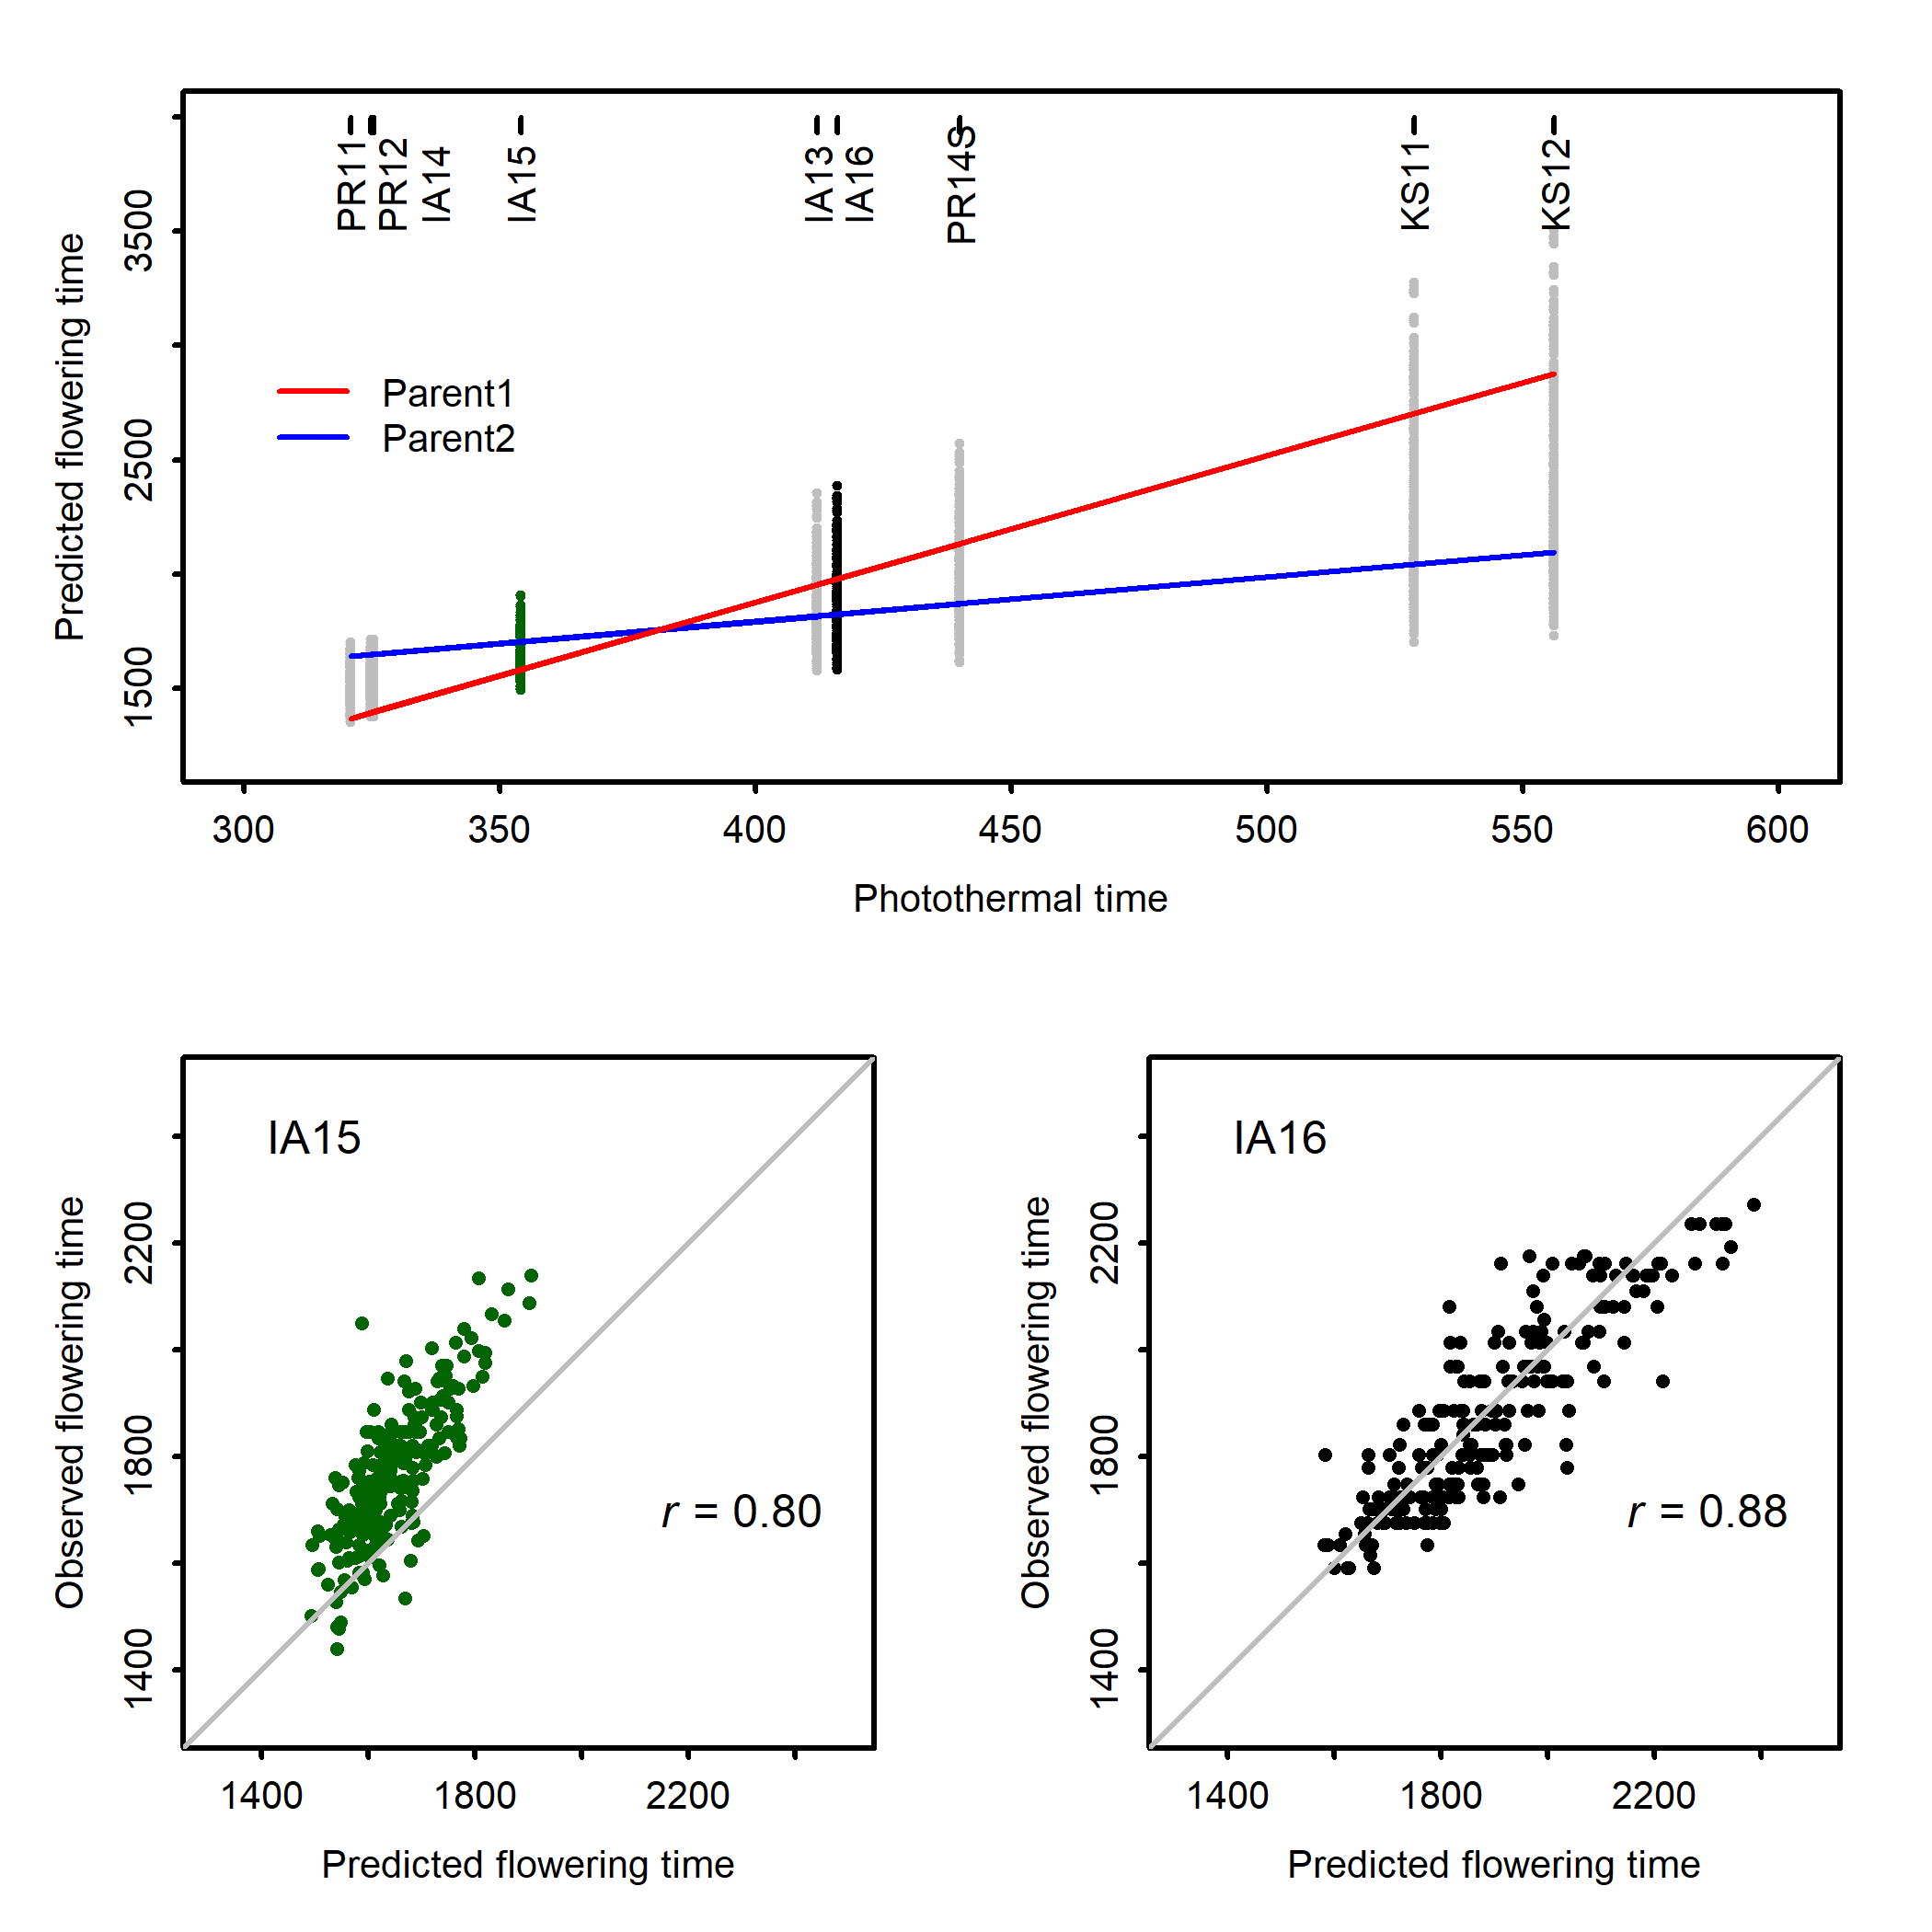 PR11
PR12
IA14
IA15
IA13
IA16
PR14S
KS11
KS12
Predicted flowering time
3500
2500
1500
Parent1
Parent2
300 350 400 450 500 550 600
Photothermal time
IA15
Observed flowering time
2200
1800
1400
r = 0.80
1400 1800 2200
Predicted flowering time
IA16
Observed flowering time
2200
1800
1400
r = 0.88
1400 1800 2200
Predicted flowering time